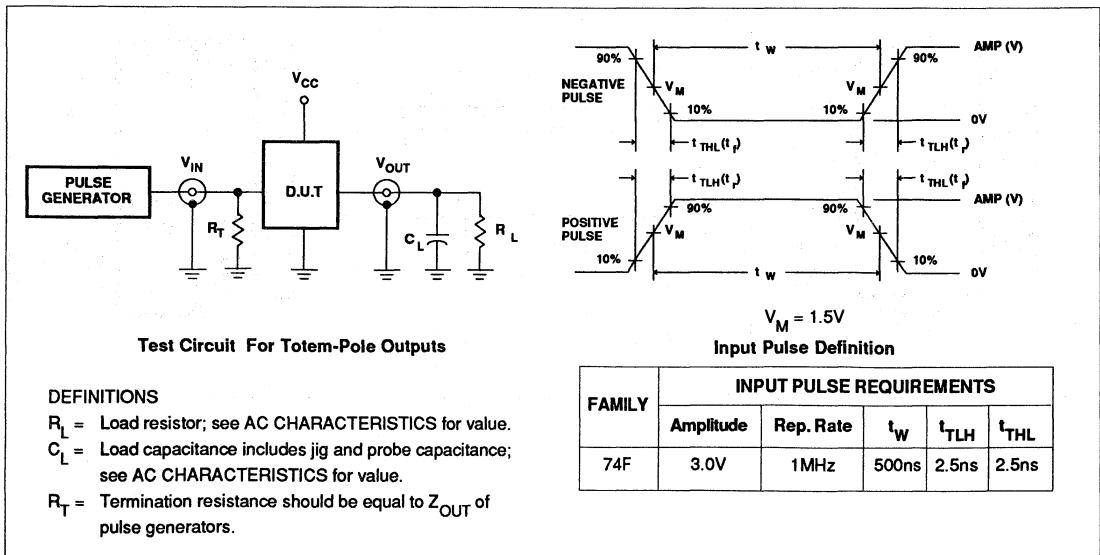 PULSE
GENERATOR
V_IN
R_T
V_CC
D.U.T
V_OUT
C_L
R_L
Test Circuit For Totem-Pole Outputs
DEFINITIONS
R_L = Load resistor; see AC CHARACTERISTICS for value.
C_L = Load capacitance includes jig and probe capacitance;
see AC CHARACTERISTICS for value.
R_T = Termination resistance should be equal to Z_OUT of
pulse generators.
NEGATIVE
PULSE
90%
V_M
10%
t_W
10%
V_M
90%
AMP (V)
0V
t_THL(t_f)
t_TLH(t_r)
t_TLH(t_r)
t_THL(t_f)
POSITIVE
PULSE
90%
V_M
10%
t_W
90%
V_M
10%
AMP (V)
0V
V_M = 1.5V
Input Pulse Definition
FAMILY
INPUT PULSE REQUIREMENTS
Amplitude Rep. Rate t_W t_TLH t_THL
74F 3.0V 1MHz 500ns 2.5ns 2.5ns